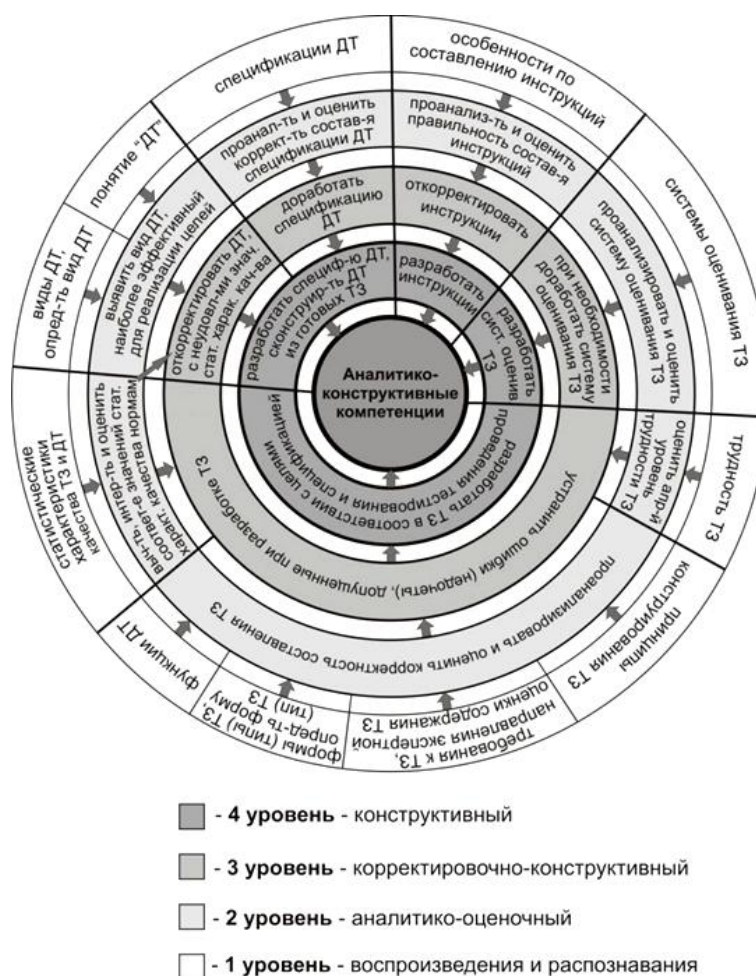 спецификации ДТ
особенности по
составлению инструкций
системы оценивания ТЗ
трудность ТЗ
принципы
конструирования ТЗ
требования к ТЗ,
направления экспертной
оценки содержания ТЗ
формы (типы) ТЗ,
опред-ть форму
(тип) ТЗ
функции ДТ
статистические
характеристики
качества ТЗ и ДТ
виды ДТ,
опред-ть вид ДТ
понятие "ДТ"
проанал-ть и оценить
коррект-ть состав-я
спецификации ДТ
проанализ-ть и оценить
правильность состав-я
инструкций
проанализировать и оценить
систему оценивания ТЗ
оценить апр-й
уровень
трудности ТЗ
проанализировать и оценить корректность составления ТЗ
выч-ть, интер-ть и оценить
соответ-е значений стат.
характ. качества нормам
выявить вид ДТ,
наиболее эффективный
для реализации целей
доработать
спецификацию
ДТ
откорректировать
инструкции
при необходимости
доработать систему
оценивания ТЗ
устранить ошибки (недочеты), допущенные при разработке ТЗ
откорректировать ДТ,
с неудовл-ми знач.
стат. харак. кач-ва
разработать специф-ю ДТ,
сконструир-ть ДТ
из готовых ТЗ
разработать
инструкции
разработать
сист. оценив
ТЗ
разработать ТЗ в соответствии с целями
проведения тестирования и спецификацией
Аналитико-
конструктивные
компетенции
- 4 уровень - конструктивный
- 3 уровень - корректировочно-конструктивный
- 2 уровень - аналитико-оценочный
- 1 уровень - воспроизведения и распознавания